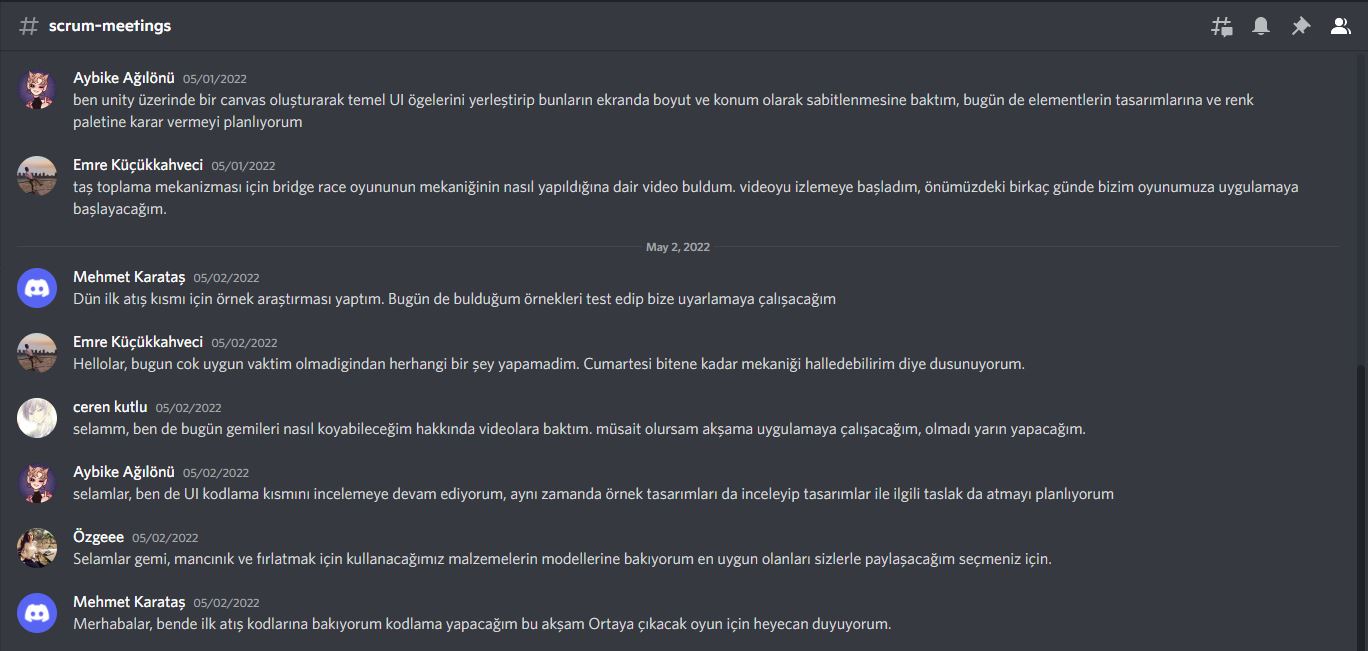 scrum-meetings
Aybike Ağılönü 05/01/2022
ben unity üzerinde bir canvas oluşturarak temel UI ögelerini yerleştirip bunların ekranda boyut ve konum olarak sabitlenmesine baktım, bugün de elementlerin tasarımlarına ve renk
paletine karar vermeyi planlıyorum
Emre Küçükkahveci 05/01/2022
taş toplama mekanizması için bridge race oyununun mekaniğinin nasıl yapıldığına dair video buldum. videoyu izlemeye başladım, önümüzdeki birkaç günde bizim oyunumuza uygulamaya
başlayacağım.
May 2, 2022
Mehmet Karataş 05/02/2022
Dün ilk atış kısmı için örnek araştırması yaptım. Bugün de bulduğum örnekleri test edip bize uyarlamaya çalışacağım
Emre Küçükkahveci 05/02/2022
Hellolar, bugun cok uygun vaktim olmadigindan herhangi bir şey yapamadim. Cumartesi bitene kadar mekaniği halledebilirim diye dusunuyorum.
ceren kutlu 05/02/2022
selamm, ben de bugün gemileri nasıl koyabileceğim hakkında videolara baktım. müsait olursam akşama uygulamaya çalışacağım, olmadı yarın yapacağım.
Aybike Ağılönü 05/02/2022
selamlar, ben de UI kodlama kısmını incelemeye devam ediyorum, aynı zamanda örnek tasarımları da inceleyip tasarımlar ile ilgili taslak da atmayı planlıyorum
Özgeee 05/02/2022
Selamlar gemi, mancınık ve fırlatmak için kullanacağımız malzemelerin modellerine bakıyorum en uygun olanları sizlerle paylaşacağım seçmeniz için.
Mehmet Karataş 05/02/2022
Merhabalar, bende ilk atış kodlarına bakıyorum kodlama yapacağım bu akşam Ortaya çıkacak oyun için heyecan duyuyorum.